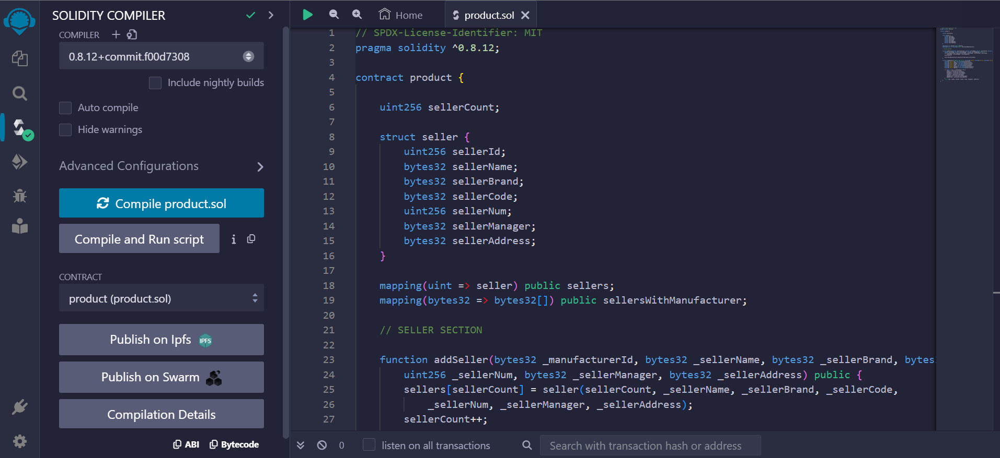 SOLIDITY COMPILER
COMPILER
0.8.12+commit.f00d7308
Include nightly builds
Auto compile
Hide warnings
Advanced Configurations
Compile product.sol
Compile and Run script
i
CONTRACT
product (product.sol)
Publish on Ipfs IPFS
Publish on Swarm
Compilation Details
ABI Bytecode
Home product.sol
1 // SPDX-License-Identifier: MIT
2 pragma solidity ^0.8.12;
3
4 contract product {
5
6 uint256 sellerCount;
7
8 struct seller {
9 uint256 sellerId;
10 bytes32 sellerName;
11 bytes32 sellerBrand;
12 bytes32 sellerCode;
13 uint256 sellerNum;
14 bytes32 sellerManager;
15 bytes32 sellerAddress;
16 }
17
18 mapping(uint => seller) public sellers;
19 mapping(bytes32 => bytes32[]) public sellersWithManufacturer;
20
21 // SELLER SECTION
22
23 function addSeller(bytes32 _manufacturerId, bytes32 _sellerName, bytes32 _sellerBrand, bytes
24 uint256 _sellerNum, bytes32 _sellerManager, bytes32 _sellerAddress) public {
25 sellers[sellerCount] = seller(sellerCount, _sellerName, _sellerBrand, _sellerCode,
26 _sellerNum, _sellerManager, _sellerAddress);
27 sellerCount++;
0 listen on all transactions Search with transaction hash or address